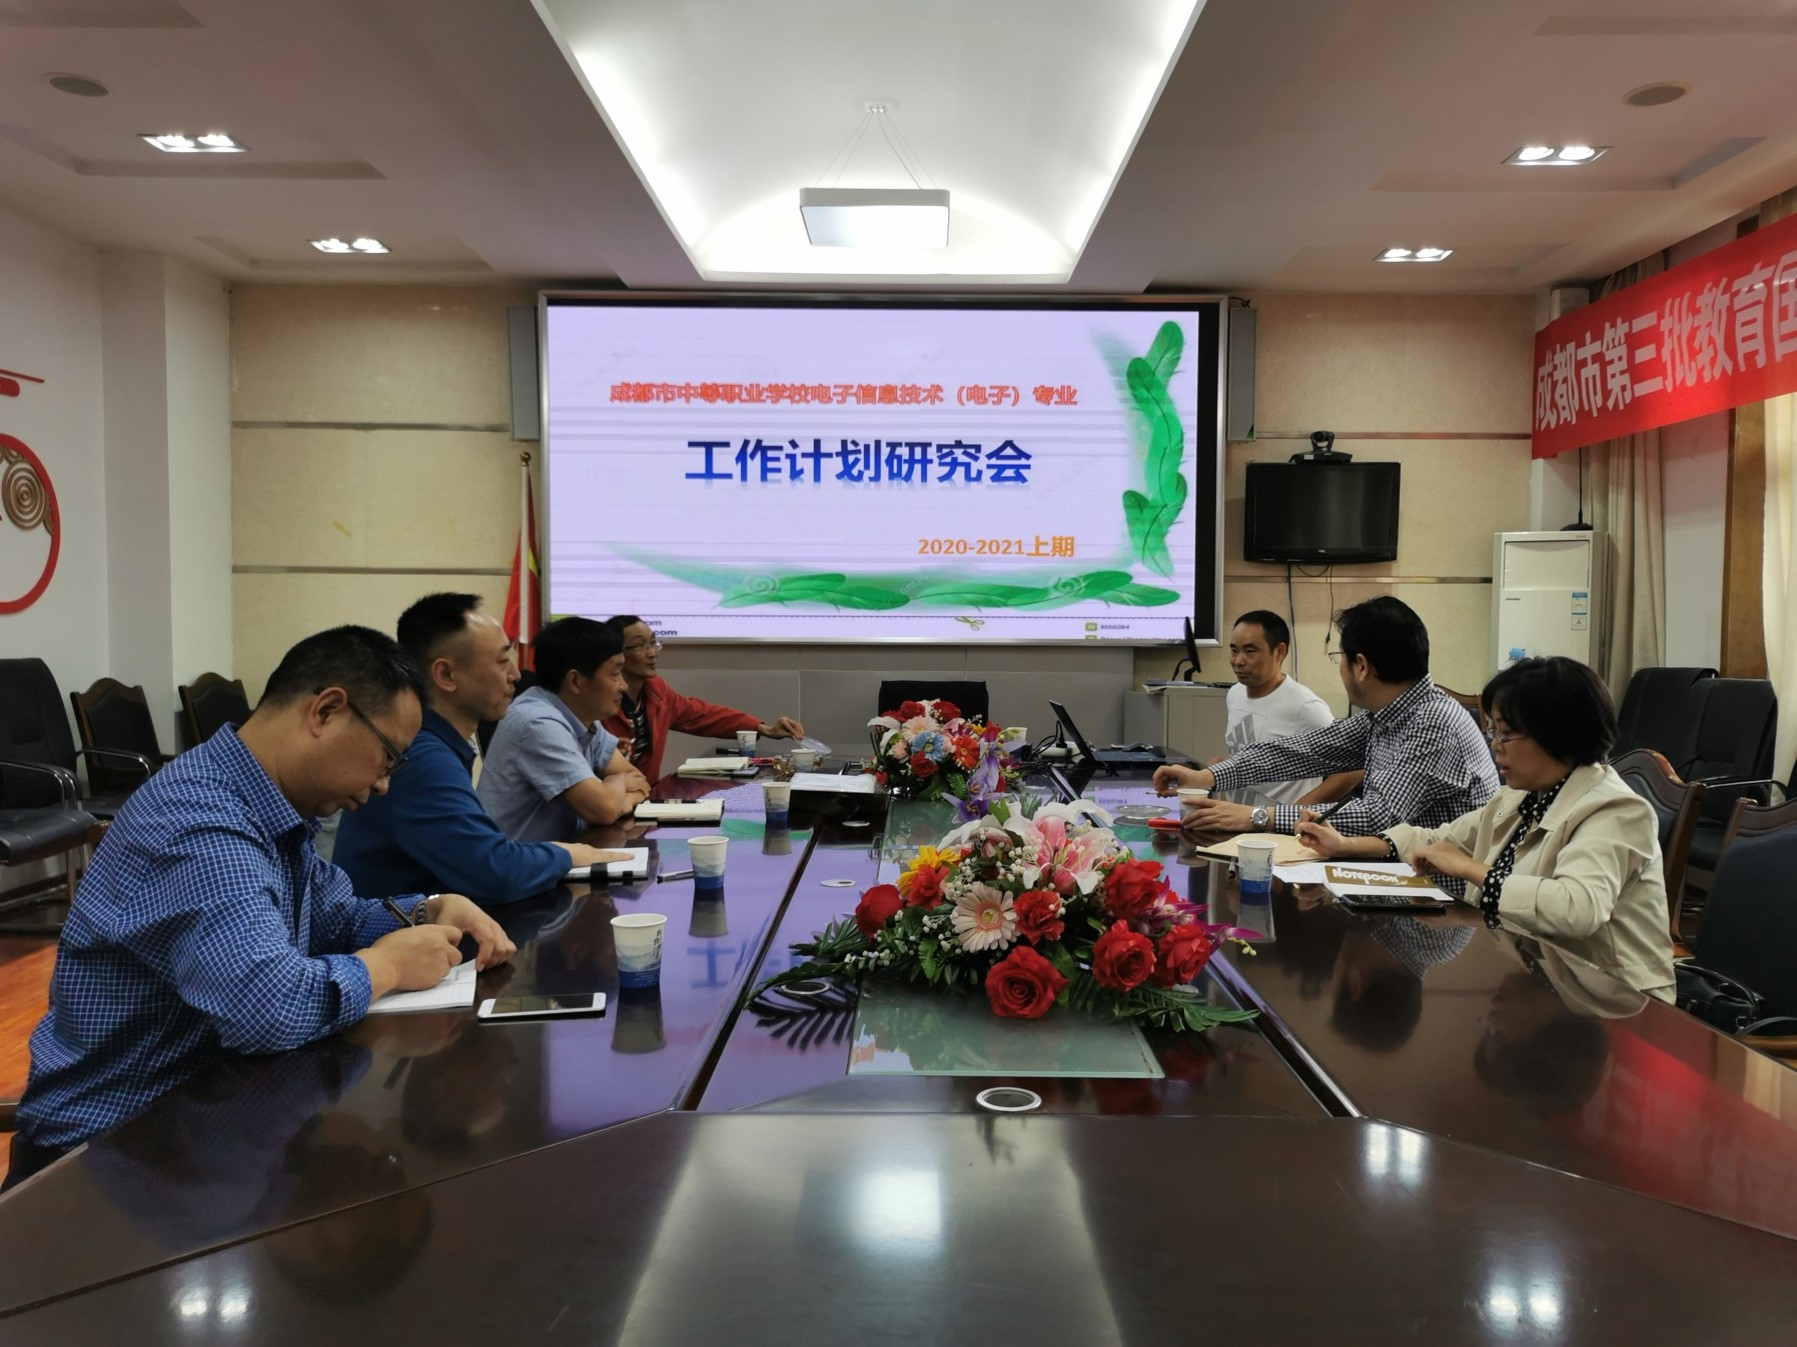 成都市中等职业学校电子信息技术（电子）专业
工作计划研究会
2020-2021上期
成都市第三批教育国
NOTEBOOK